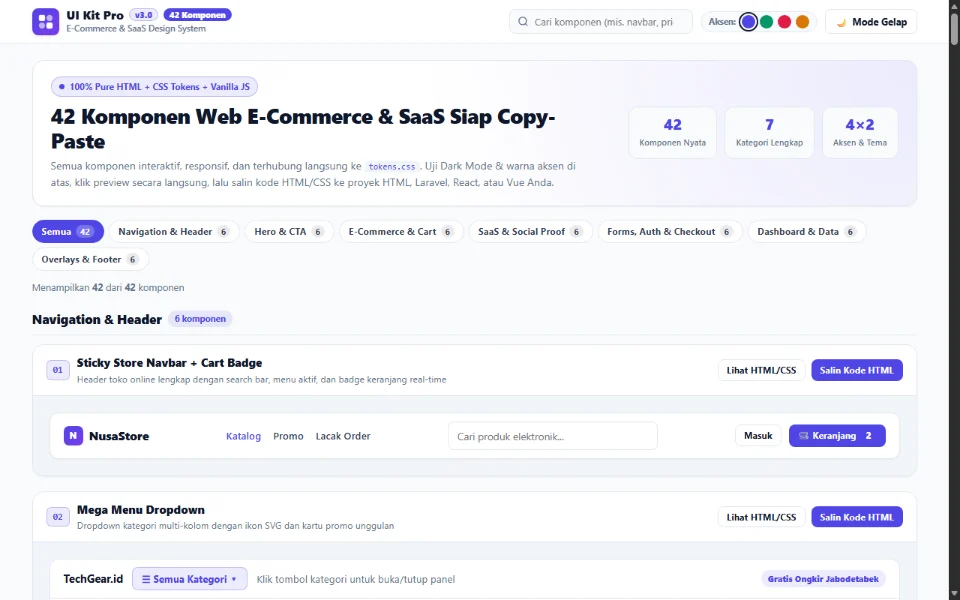 UI Kit Pro v3.0 42 Komponen
E-Commerce & SaaS Design System
Cari komponen (mis. navbar, pri
Aksen:
Mode Gelap
100% Pure HTML + CSS Tokens + Vanilla JS
42 Komponen Web E-Commerce & SaaS Siap Copy-
Paste
Semua komponen interaktif, responsif, dan terhubung langsung ke tokens.css. Uji Dark Mode & warna aksen di
atas, klik preview secara langsung, lalu salin kode HTML/CSS ke proyek HTML, Laravel, React, atau Vue Anda.
42
Komponen Nyata
7
Kategori Lengkap
4×2
Aksen & Tema
Semua 42
Navigation & Header 6
Hero & CTA 6
E-Commerce & Cart 6
SaaS & Social Proof 6
Forms, Auth & Checkout 6
Dashboard & Data 6
Overlays & Footer 6
Menampilkan 42 dari 42 komponen
Navigation & Header 6 komponen
01
Sticky Store Navbar + Cart Badge
Header toko online lengkap dengan search bar, menu aktif, dan badge keranjang real-time
Lihat HTML/CSS
Salin Kode HTML
N NusaStore
Katalog
Promo
Lacak Order
Cari produk elektronik...
Masuk
Keranjang 2
02
Mega Menu Dropdown
Dropdown kategori multi-kolom dengan ikon SVG dan kartu promo unggulan
Lihat HTML/CSS
Salin Kode HTML
TechGear.id
☰ Semua Kategori ▾
Klik tombol kategori untuk buka/tutup panel
Gratis Ongkir Jabodetabek